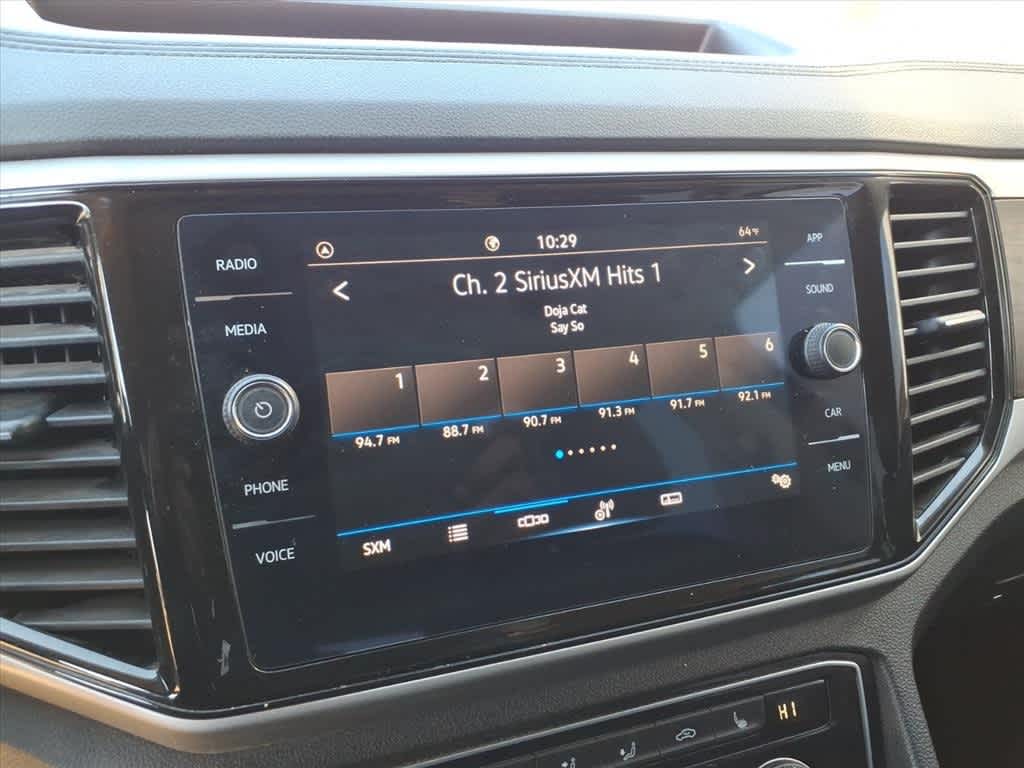 10:29
64°F
Ch. 2 SiriusXM Hits 1
Doja Cat
Say So
1 2 3 4 5 6
94.7 FM 88.7 FM 90.7 FM 91.3 FM 91.7 FM 92.1 FM
SXM
RADIO
MEDIA
PHONE
VOICE
APP
SOUND
CAR
MENU
HI